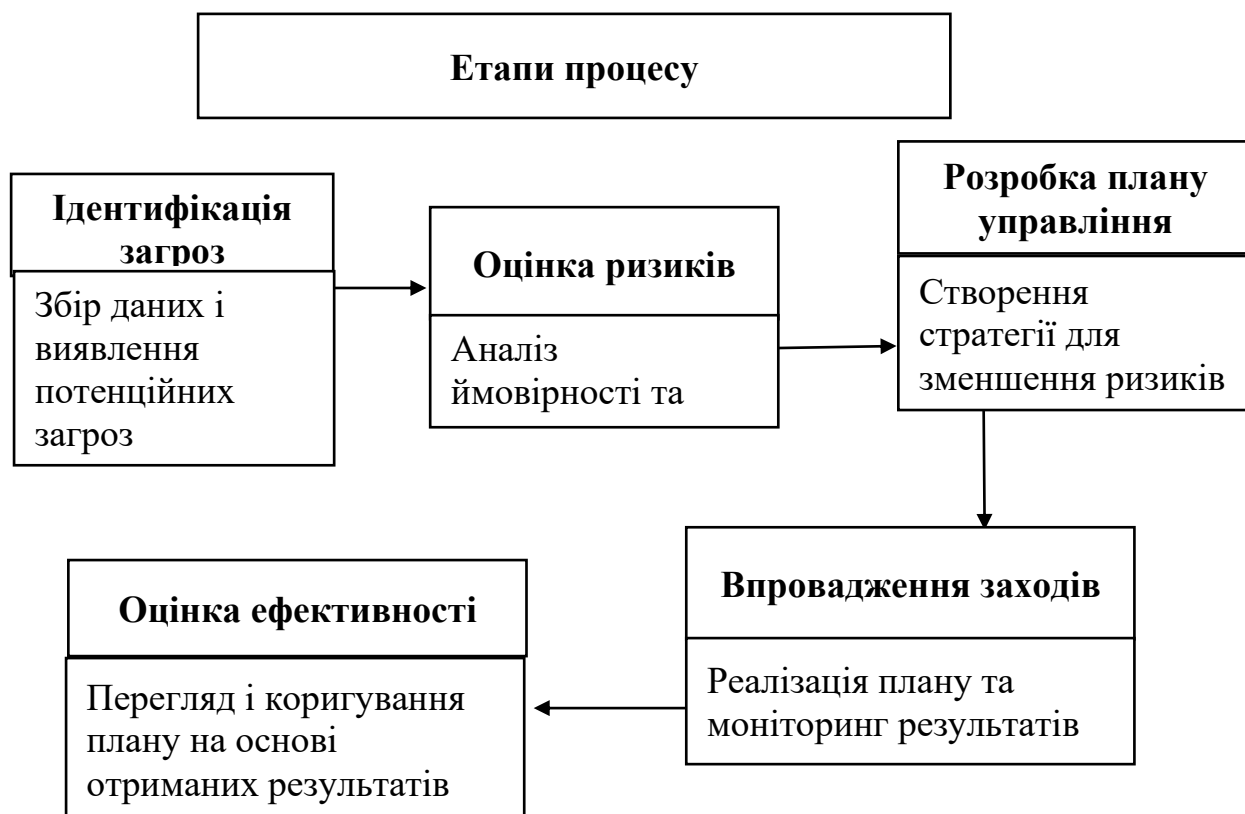 Етапи процесу
Ідентифікація
загроз
Збір даних і
виявлення
потенційних
загроз
Оцінка ризиків
Аналіз
ймовірності та
Розробка плану
управління
Створення
стратегії для
зменшення ризиків
Впровадження заходів
Реалізація плану та
моніторинг результатів
Оцінка ефективності
Перегляд і коригування
плану на основі
отриманих результатів